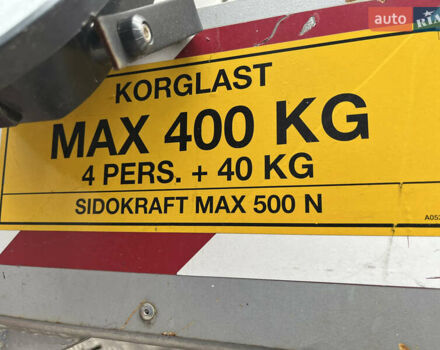 auto RIA
KORGLAST
MAX 400 KG
4 PERS. + 40 KG
SIDOKRAFT MAX 500 N